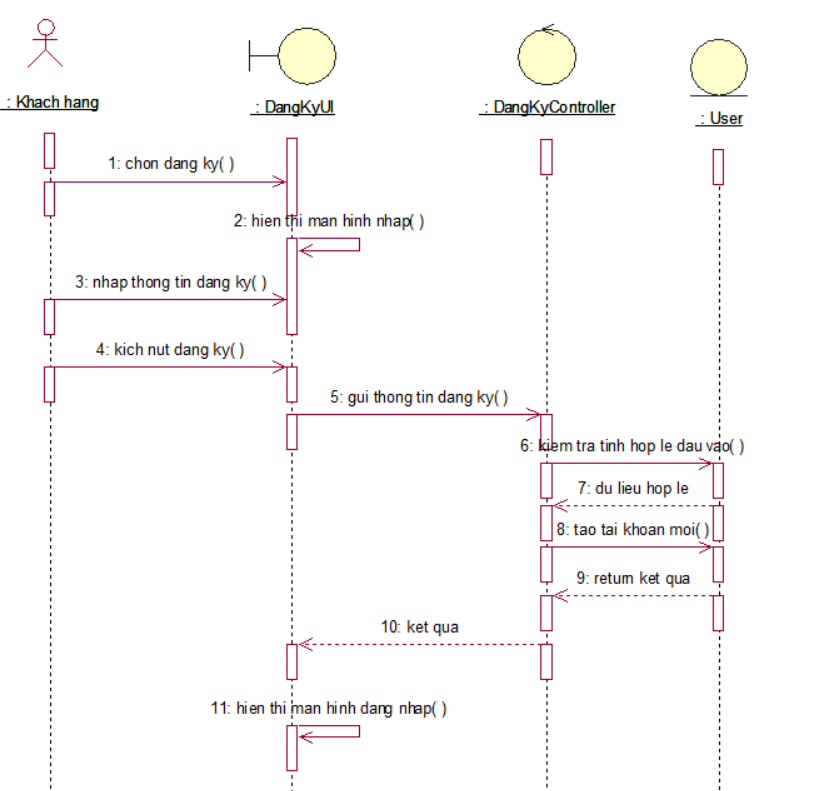 : Khach hang
: DangKyUI
: DangKyController
: User
1: chon dang ky( )
2: hien thi man hinh nhap( )
3: nhap thong tin dang ky( )
4: kich nut dang ky( )
5: gui thong tin dang ky( )
6: kiem tra tinh hop le dau vao( )
7: du lieu hop le
8: tao tai khoan moi( )
9: return ket qua
10: ket qua
11: hien thi man hinh dang nhap( )